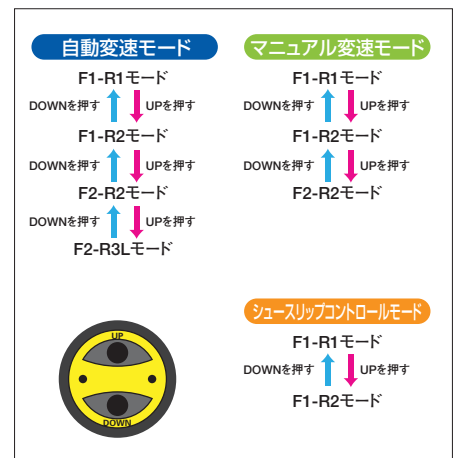 自動変速モード
F1-R1モード
DOWNを押す UPを押す
F1-R2モード
DOWNを押す UPを押す
F2-R2モード
DOWNを押す UPを押す
F2-R3Lモード
マニュアル変速モード
F1-R1モード
DOWNを押す UPを押す
F1-R2モード
DOWNを押す UPを押す
F2-R2モード
UP
DOWN
シュースリップコントロールモード
F1-R1モード
DOWNを押す UPを押す
F1-R2モード